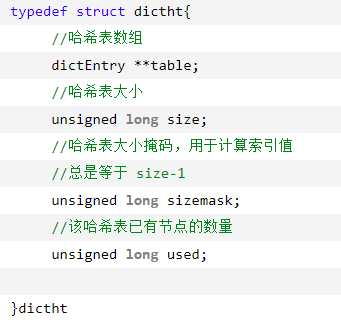 typedef struct dictht{
//哈希表数组
dictEntry **table;
//哈希表大小
unsigned long size;
//哈希表大小掩码，用于计算索引值
//总是等于 size-1
unsigned long sizemask;
//该哈希表已有节点的数量
unsigned long used;
}dictht